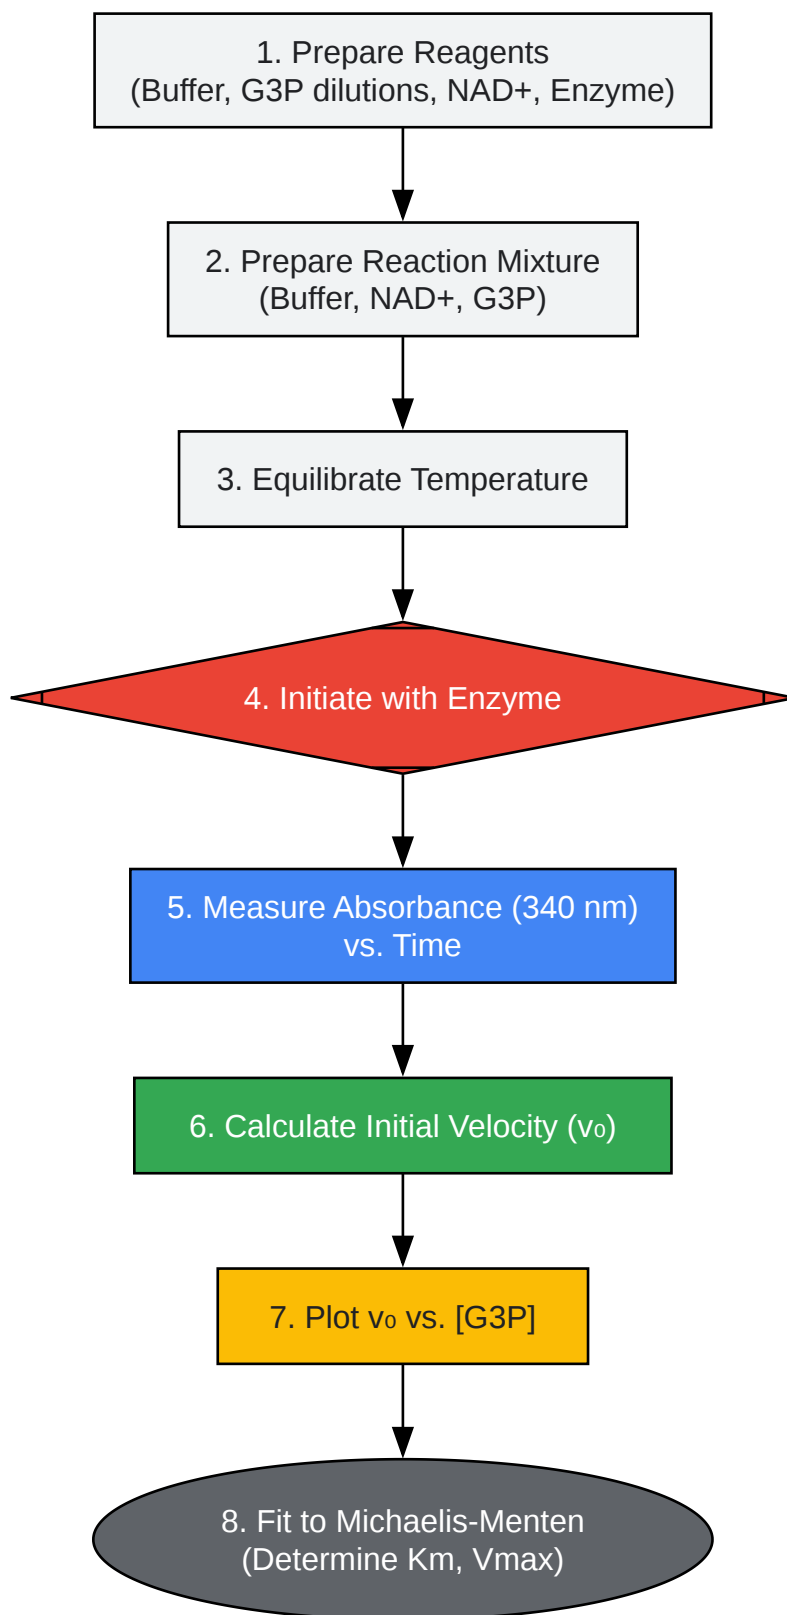 1. Prepare Reagents
(Buffer, G3P dilutions, NAD+, Enzyme)
2. Prepare Reaction Mixture
(Buffer, NAD+, G3P)
3. Equilibrate Temperature
4. Initiate with Enzyme
5. Measure Absorbance (340 nm)
vs. Time
6. Calculate Initial Velocity (v₀)
7. Plot v₀ vs. [G3P]
8. Fit to Michaelis-Menten
(Determine Km, Vmax)